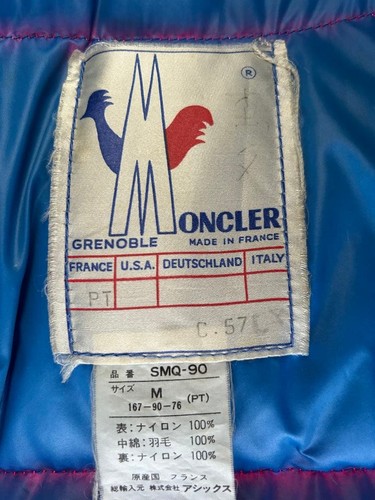 ®
MONCLER
GRENOBLE MADE IN FRANCE
FRANCE U.S.A. DEUTSCHLAND ITALY
PT
C.57
品番 SMQ-90
サイズ M
167-90-76 (PT)
表:ナイロン 100%
中綿:羽毛 100%
裏:ナイロン 100%
原産国 フランス
総輸入元 株式会社 アシックス